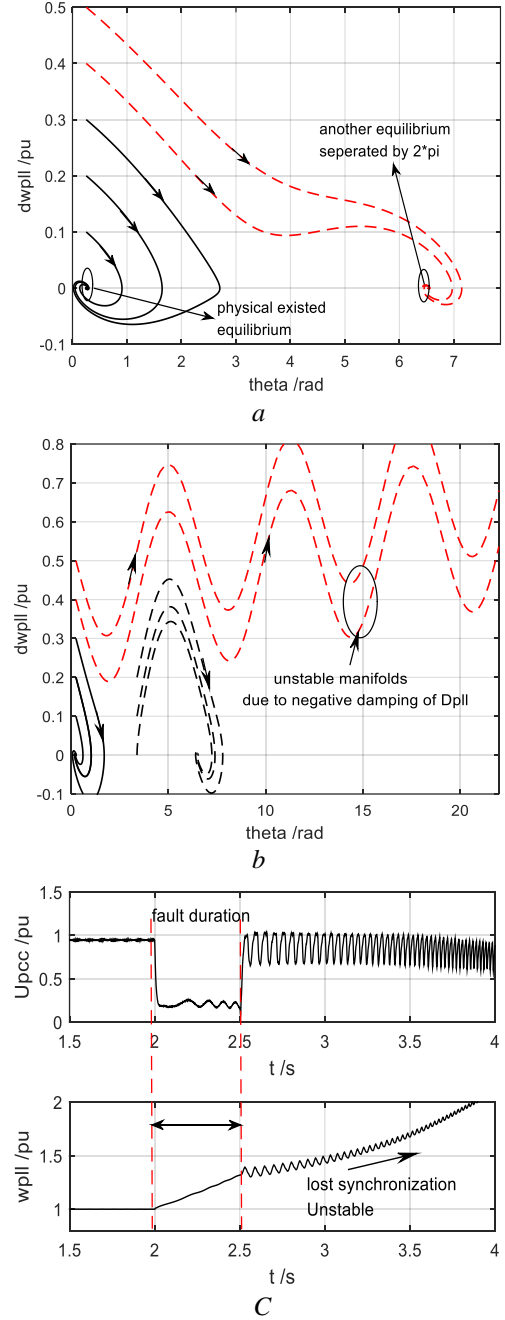 0.5
0.4
0.3
0.2
0.1
0
-0.1
dwpll /pu
another equilibrium
seperated by 2*pi
physical existed
equilibrium
0 1 2 3 4 5 6 7
theta /rad
a
0.8
0.7
0.6
0.5
0.4
0.3
0.2
0.1
0
-0.1
dwpll /pu
unstable manifolds
due to negative damping of Dpll
0 5 10 15 20
theta /rad
b
1.5
1
0.5
0
Upcc /pu
fault duration
1.5 2 2.5 3 3.5 4
t /s
2
1.5
1
wpll /pu
lost synchronization
Unstable
1.5 2 2.5 3 3.5 4
t /s
C